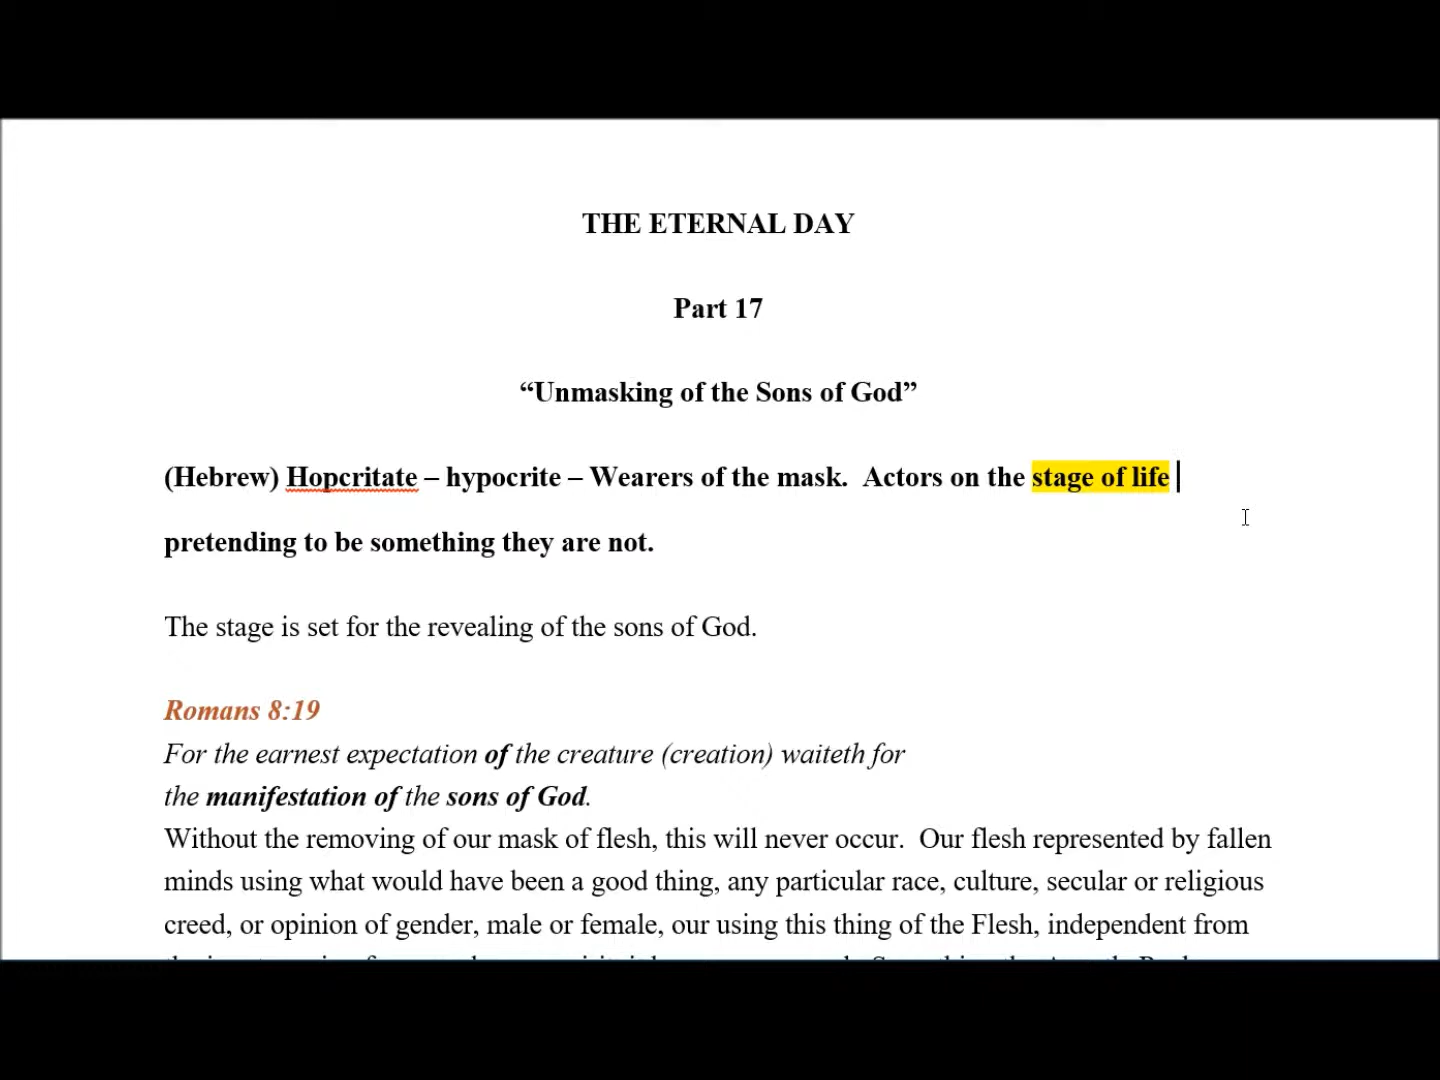 THE ETERNAL DAY
Part 17
“Unmasking of the Sons of God”
(Hebrew) Hopcritate – hypocrite – Wearers of the mask.  Actors on the stage of life
pretending to be something they are not.
The stage is set for the revealing of the sons of God.
Romans 8:19
For the earnest expectation of the creature (creation) waiteth for
the manifestation of the sons of God.
Without the removing of our mask of flesh, this will never occur.  Our flesh represented by fallen
minds using what would have been a good thing, any particular race, culture, secular or religious
creed, or opinion of gender, male or female, our using this thing of the Flesh, independent from